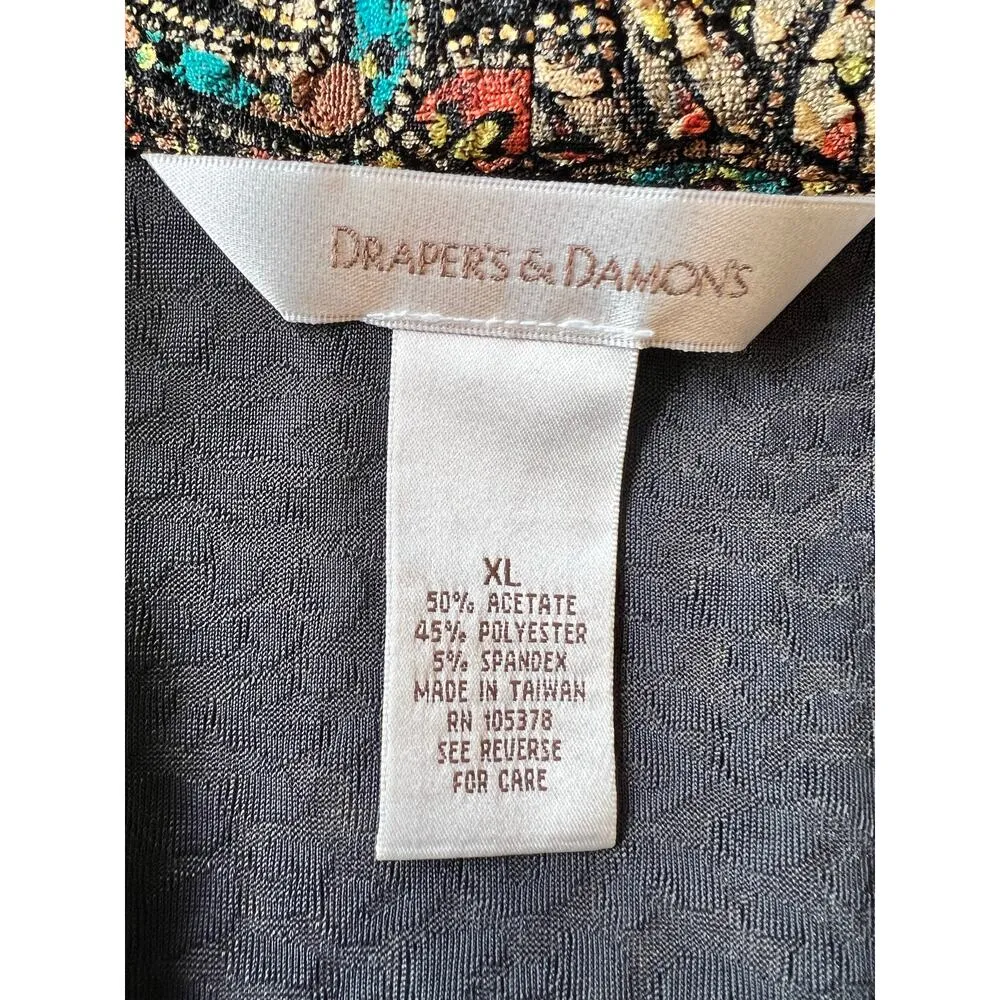 DRAPER'S & DAMON'S
XL
50% ACETATE
45% POLYESTER
5% SPANDEX
MADE IN TAIWAN
RN 105378
SEE REVERSE
FOR CARE